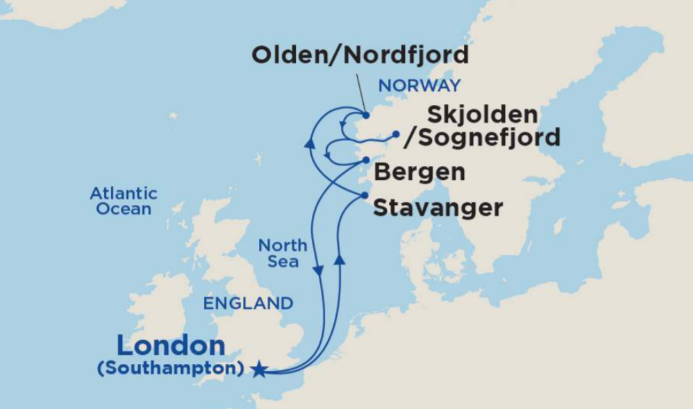 Olden/Nordfjord
NORWAY
Skjolden
/Sognefjord
Bergen
Stavanger
Atlantic
Ocean
North
Sea
ENGLAND
London
(Southampton)